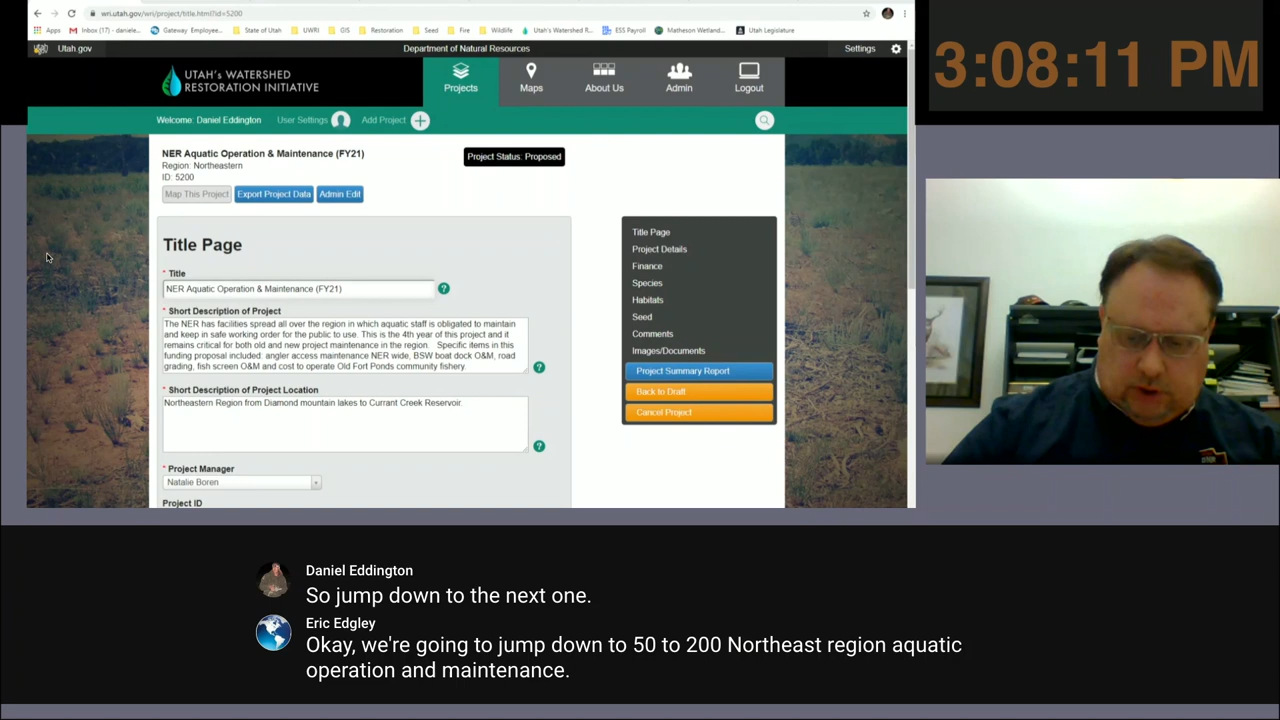 wri.utah.gov/wri/project/title.html?id=5200
Apps
Inbox (17) - daniele...
Gateway Employee...
State of Utah
UWRI
GIS
Restoration
Seed
Fire
Wildlife
Utah's Watershed R...
ESS Payroll
Matheson Wetland...
Utah Legislature
Utah.gov
Department of Natural Resources
Settings
3:08:11 PM
UTAH'S WATERSHED
RESTORATION INITIATIVE
Projects
Maps
About Us
Admin
Logout
Welcome: Daniel Eddington
User Settings
Add Project
NER Aquatic Operation & Maintenance (FY21)
Region: Northeastern
ID: 5200
Project Status: Proposed
Map This Project
Export Project Data
Admin Edit
Title Page
* Title
NER Aquatic Operation & Maintenance (FY21)
* Short Description of Project
The NER has facilities spread all over the region in which aquatic staff is obligated to maintain
and keep in safe working order for the public to use. This is the 4th year of this project and it
remains critical for both old and new project maintenance in the region. Specific items in this
funding proposal included: angler access maintenance NER wide, BSW boat dock O&M, road
grading, fish screen O&M and cost to operate Old Fort Ponds community fishery.
* Short Description of Project Location
Northeastern Region from Diamond mountain lakes to Currant Creek Reservoir.
* Project Manager
Natalie Boren
Project ID
Title Page
Project Details
Finance
Species
Habitats
Seed
Comments
Images/Documents
Project Summary Report
Back to Draft
Cancel Project
Daniel Eddington
So jump down to the next one.
Eric Edgley
Okay, we're going to jump down to 50 to 200 Northeast region aquatic
operation and maintenance.